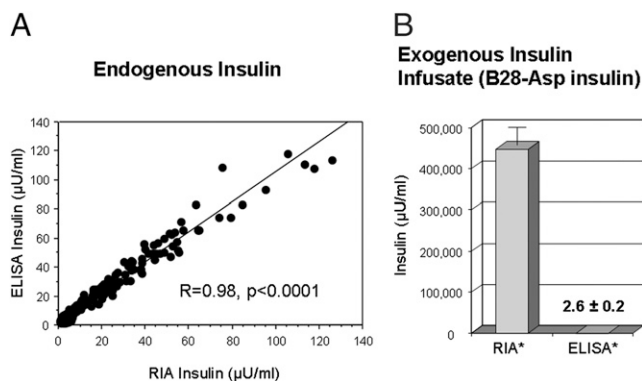 A
Endogenous Insulin
ELISA Insulin (µU/ml)
140
120
100
80
60
40
20
0
R=0.98, p<0.0001
0 20 40 60 80 100 120 140
RIA Insulin (µU/ml)
B
Exogenous Insulin
Infusate (B28-Asp insulin)
Insulin (µU/ml)
500,000
400,000
300,000
200,000
100,000
0
2.6 ± 0.2
RIA* ELISA*